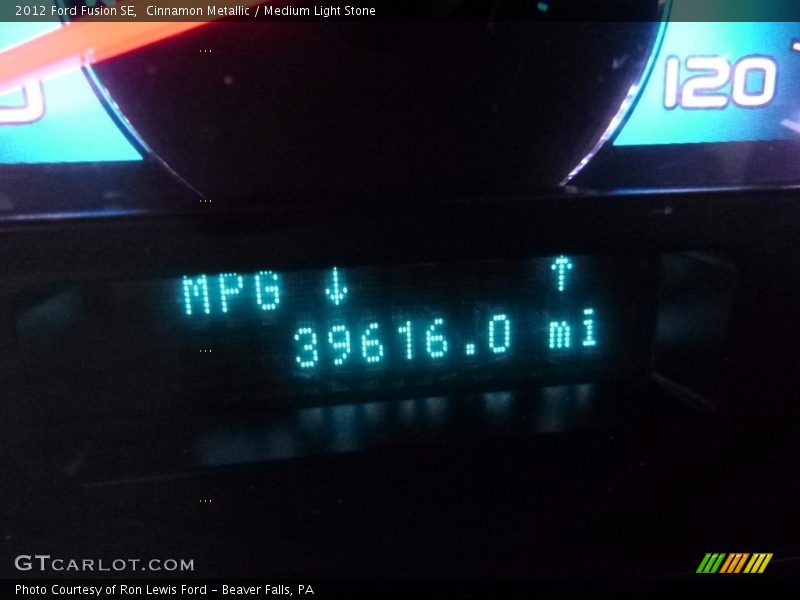 2012 Ford Fusion SE, Cinnamon Metallic / Medium Light Stone
120
MPG ↓ ↑
39616.0 mi
GTCARLOT.COM
Photo Courtesy of Ron Lewis Ford - Beaver Falls, PA